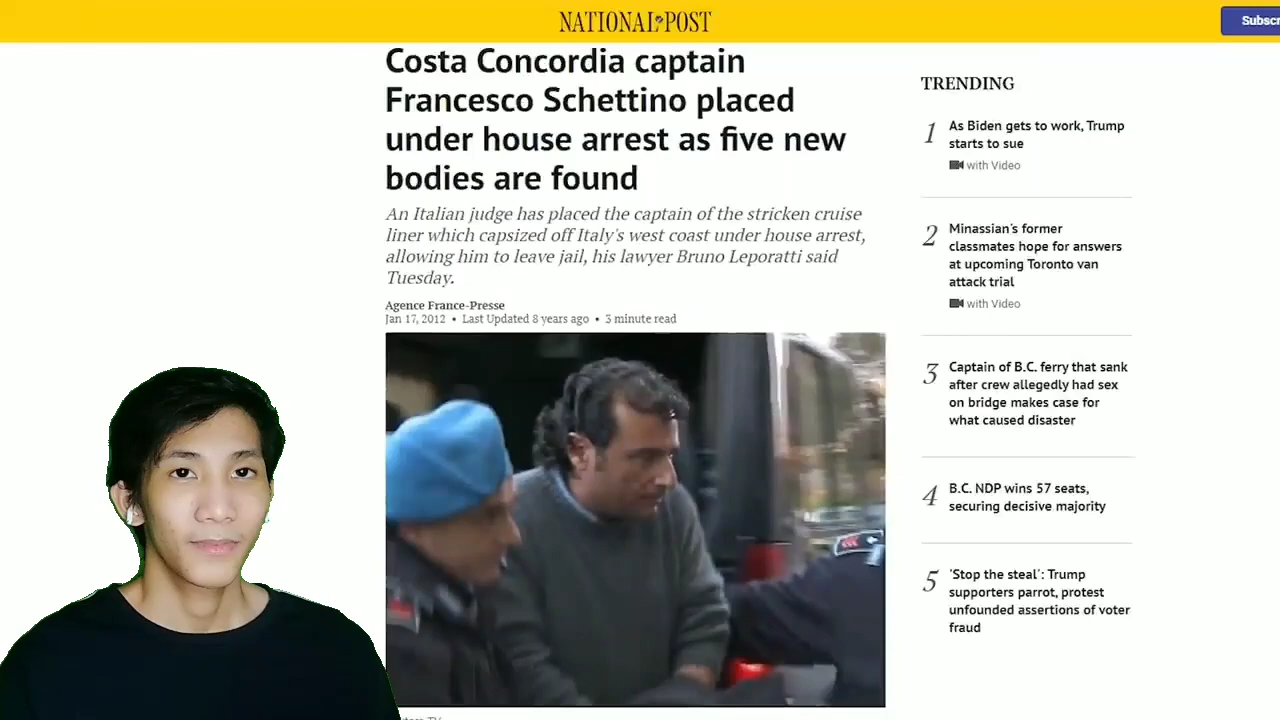 NATIONAL POST
Subscr
Costa Concordia captain
Francesco Schettino placed
under house arrest as five new
bodies are found
An Italian judge has placed the captain of the stricken cruise
liner which capsized off Italy's west coast under house arrest,
allowing him to leave jail, his lawyer Bruno Leporatti said
Tuesday.
Agence France-Presse
Jan 17, 2012 • Last Updated 8 years ago • 3 minute read
TRENDING
1
As Biden gets to work, Trump
starts to sue
with Video
2
Minassian's former
classmates hope for answers
at upcoming Toronto van
attack trial
with Video
3
Captain of B.C. ferry that sank
after crew allegedly had sex
on bridge makes case for
what caused disaster
4
B.C. NDP wins 57 seats,
securing decisive majority
5
'Stop the steal': Trump
supporters parrot, protest
unfounded assertions of voter
fraud